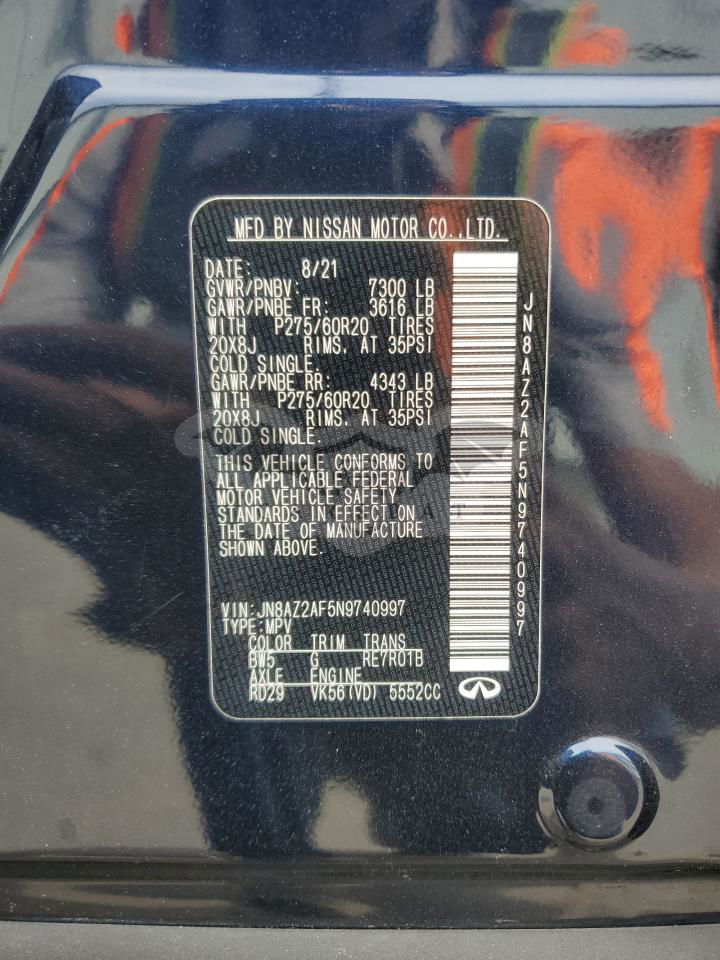 MFD BY NISSAN MOTOR CO.,LTD.
DATE: 8/21
GVWR/PNBV: 7300 LB
GAWR/PNBE FR: 3616 LB
WITH P275/60R20 TIRES
20X8J RIMS, AT 35PSI
COLD SINGLE.
GAWR/PNBE RR: 4343 LB
WITH P275/60R20 TIRES
20X8J RIMS, AT 35PSI
COLD SINGLE.
THIS VEHICLE CONFORMS TO
ALL APPLICABLE FEDERAL
MOTOR VEHICLE SAFETY
STANDARDS IN EFFECT ON
THE DATE OF MANUFACTURE
SHOWN ABOVE.
VIN:JN8AZ2AF5N9740997
TYPE:MPV
COLOR TRIM TRANS
BW5 G RE7R01B
AXLE ENGINE
RD29 VK56(VD) 5552CC
JN8AZ2AF5N9740997